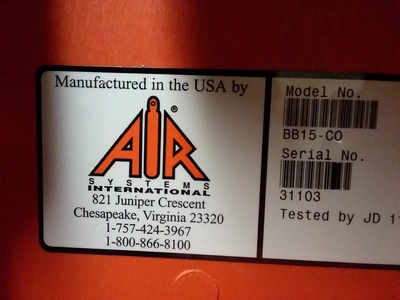 Manufactured in the USA by
AIR®
SYSTEMS
INTERNATIONAL
821 Juniper Crescent
Chesapeake, Virginia 23320
1-757-424-3967
1-800-866-8100
Model No.
BB15-CO
Serial No.
31103
Tested by JD